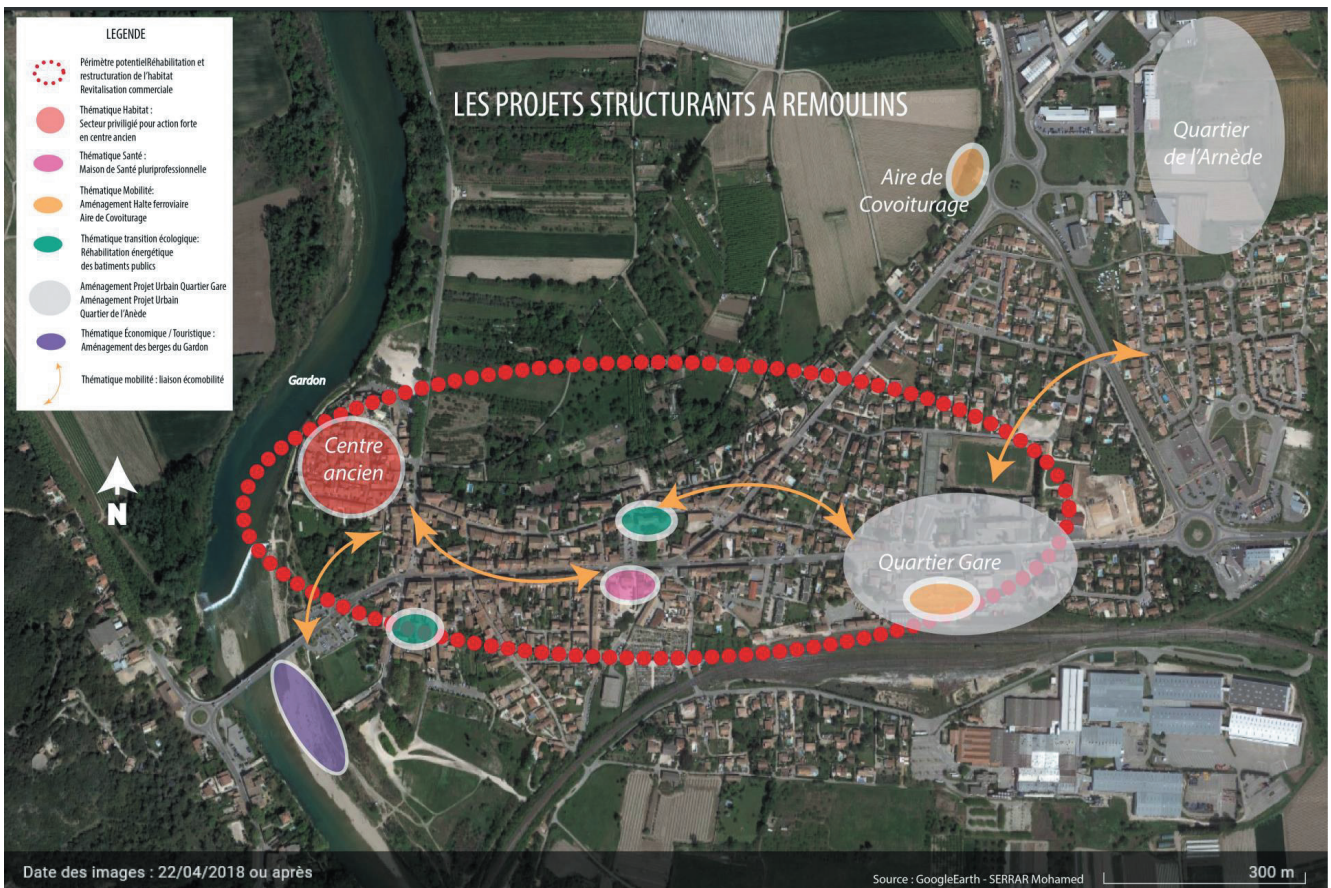 LEGENDE
Périmètre potentielRéhabilitation et
restructuration de l'habitat
Revitalisation commerciale
Thématique Habitat :
Secteur priviligié pour action forte
en centre ancien
Thématique Santé :
Maison de Santé pluriprofessionnelle
Thématique Mobilité:
Aménagement Halte ferroviaire
Aire de Covoiturage
Thématique transition écologique:
Réhabilitation énergétique
des batiments publics
Aménagement Projet Urbain Quartier Gare
Aménagement Projet Urbain
Quartier de l'Anède
Thématique Économique / Touristique :
Aménagement des berges du Gardon
Thématique mobilité : liaison écomobilité
LES PROJETS STRUCTURANTS A REMOULINS
Quartier
de l'Arnède
Aire de
Covoiturage
Gardon
Centre
ancien
N
Quartier Gare
Date des images : 22/04/2018 ou après
Source : GoogleEarth - SERRAR Mohamed
300 m